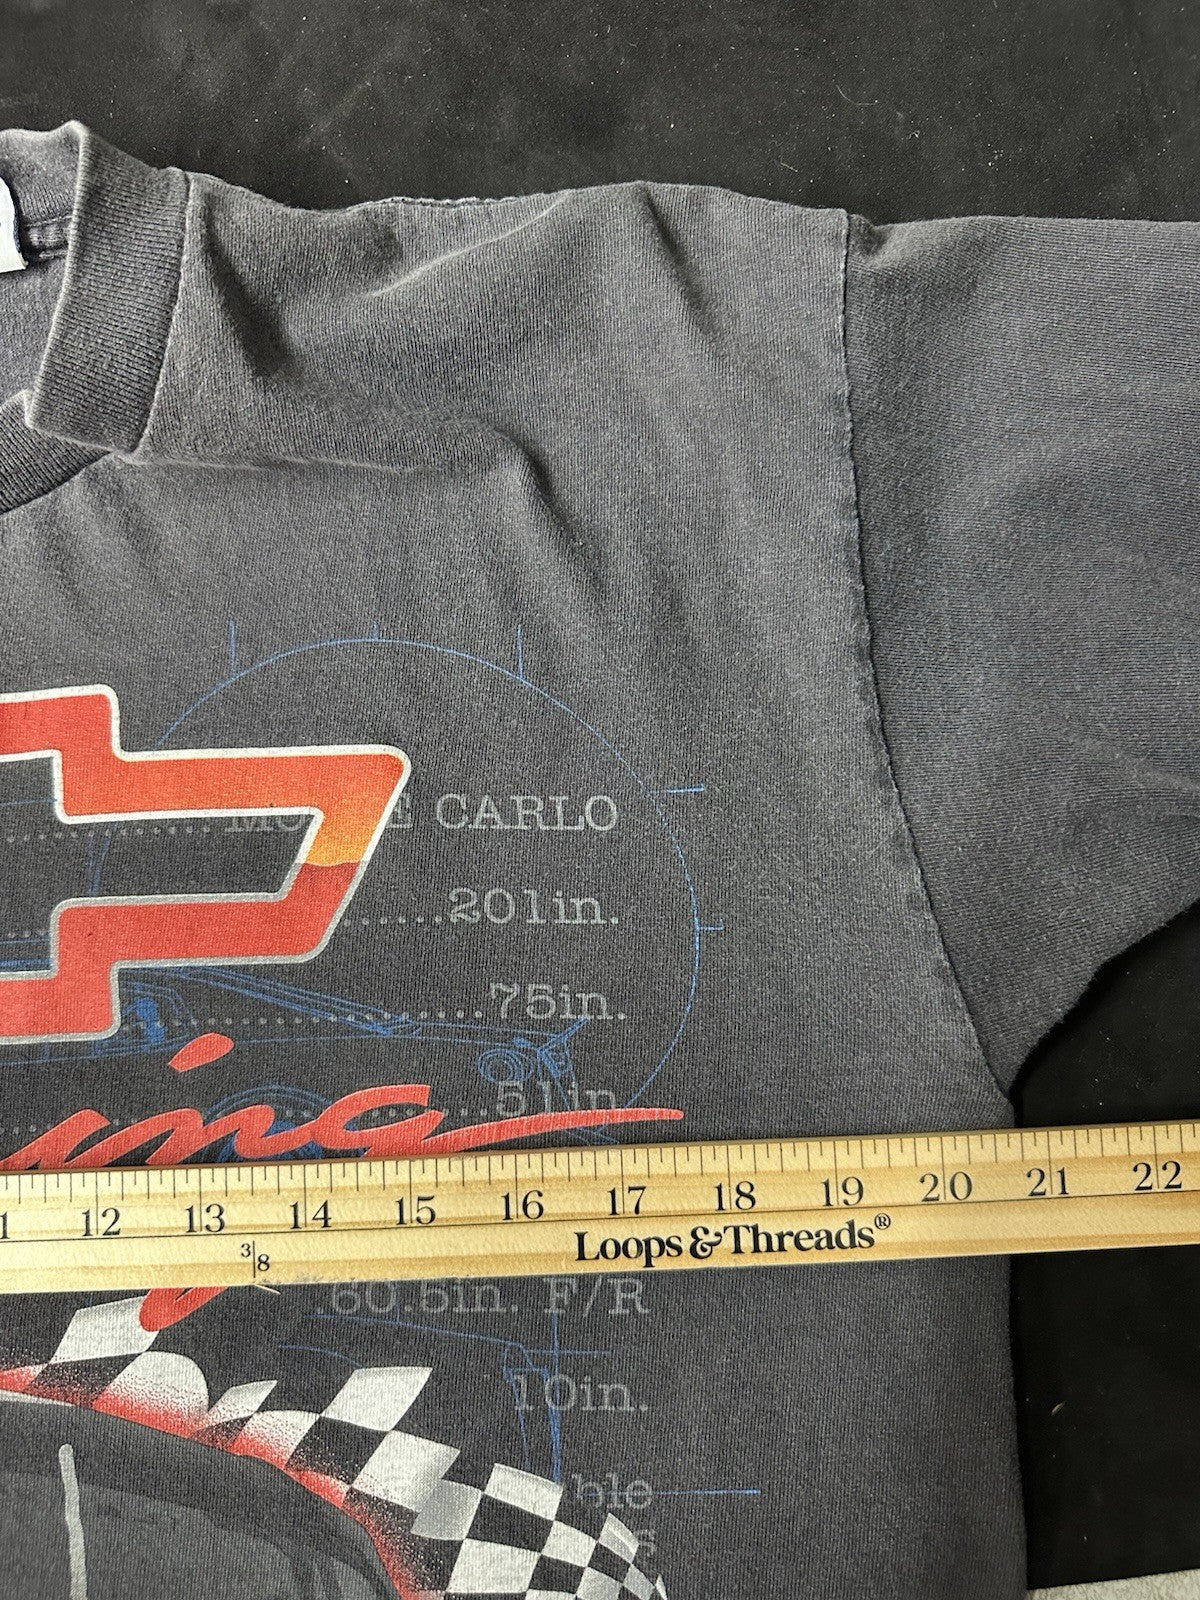 CARLO
201in.
75in.
51in.
12 13 14 15 16 17 18 19 20 21 22
3/8
Loops & Threads®
60.5in. F/R
10in.